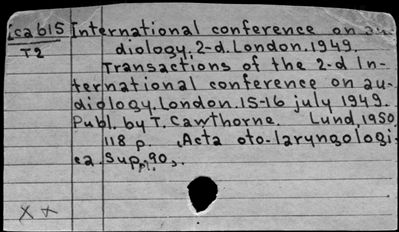 icab15 International conference on au-
T2 diology. 2-d. London. 1949.
Transactions of the 2-d In-
ternational conference on au-
diology. London. 15-16 july 1949.
Publ. by T. Cawthorne. Lund, 1950
118 p. Acta oto-laryngologi-
ca. Supp. 90.
x x